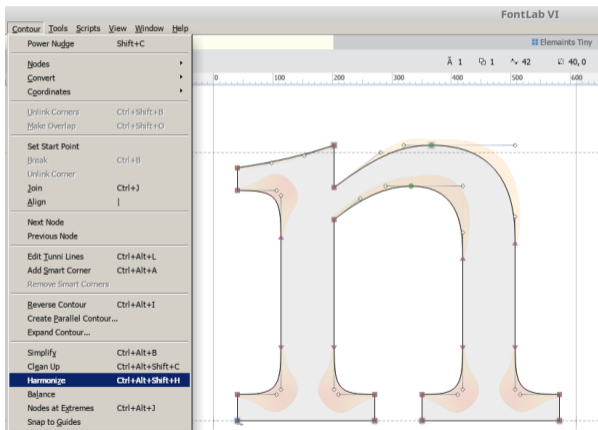 FontLab VI
Contour Tools Scripts View Window Help
Elemaints Tiny
Power Nudge Shift+C
Nodes
Convert
Coordinates
1 1 42 40, 0
0 100 200 300 400 500 600
Unlink Corners Ctrl+Shift+B
Make Overlap Ctrl+Shift+O
Set Start Point
Break Ctrl+B
Unlink Corner
Join Ctrl+J
Align |
Next Node
Previous Node
Edit Tunni Lines Ctrl+Alt+L
Add Smart Corner Ctrl+Alt+A
Remove Smart Corners
Reverse Contour Ctrl+Alt+I
Create Parallel Contour...
Expand Contour...
Simplify Ctrl+Alt+B
Clean Up Ctrl+Alt+Shift+C
Harmonize Ctrl+Alt+Shift+H
Balance
Nodes at Extremes Ctrl+Alt+J
Snap to Guides
n